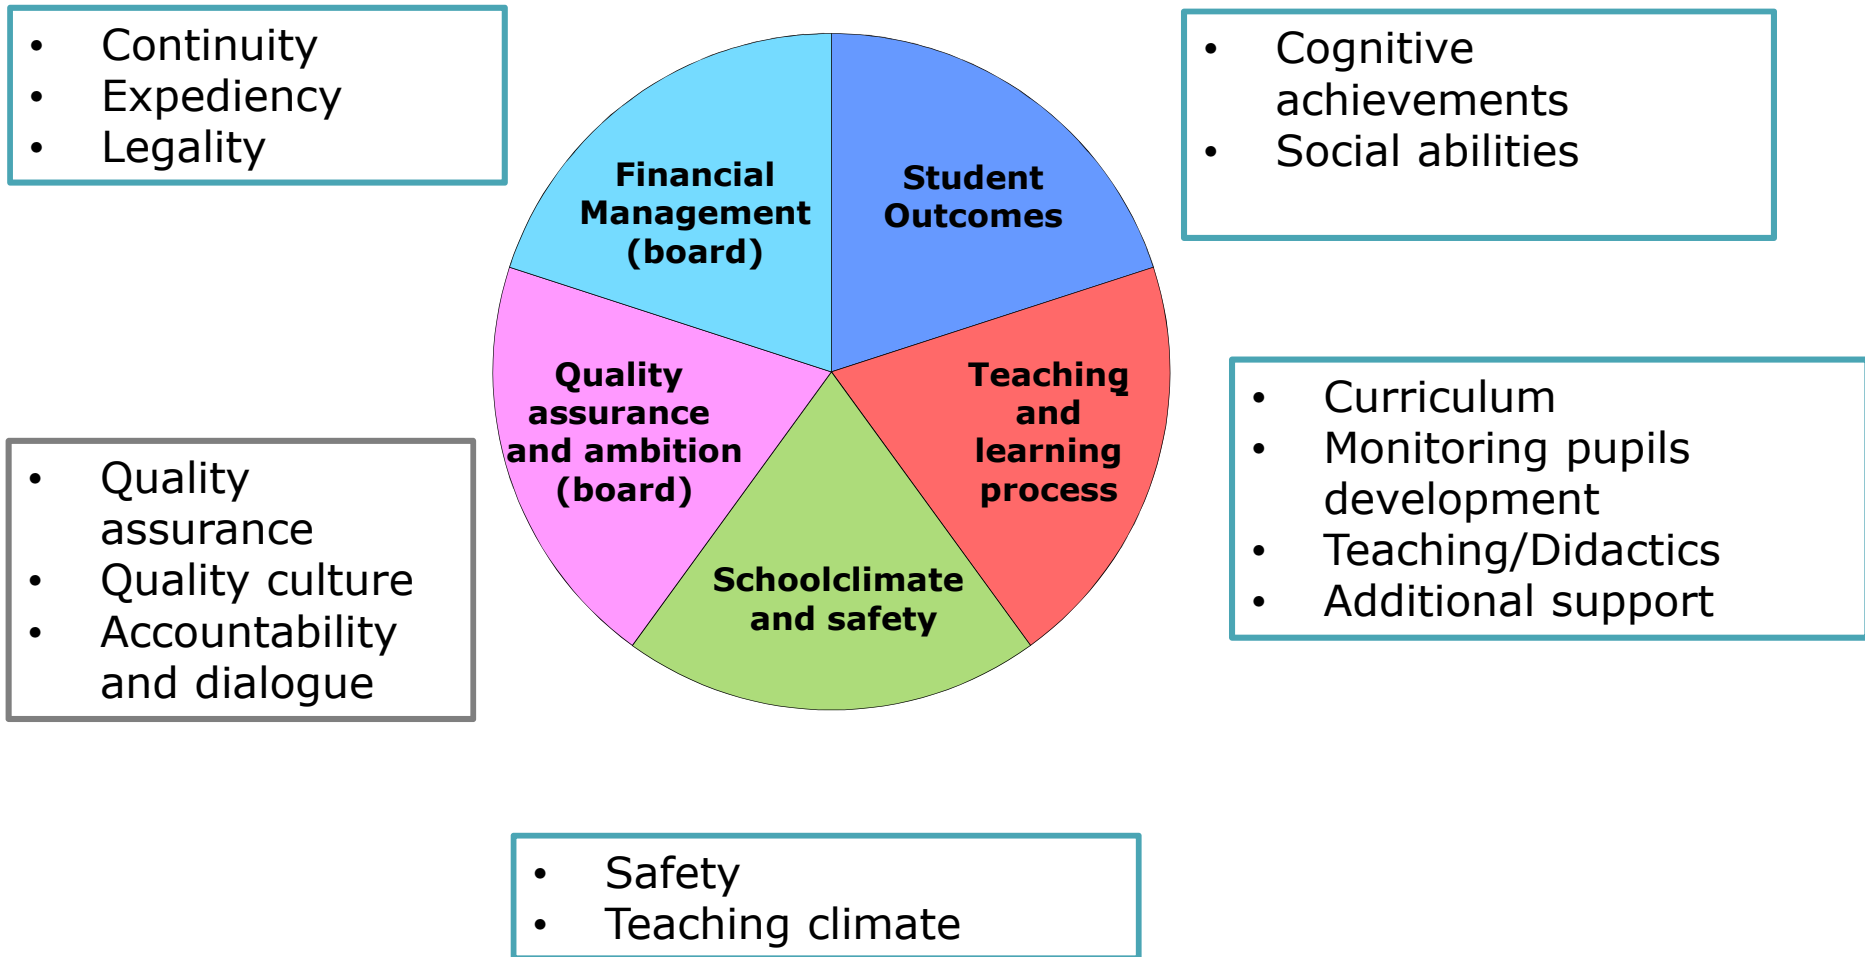 • Continuity
• Expediency
• Legality
• Cognitive
achievements
• Social abilities
Financial
Management
(board)
Student
Outcomes
Quality
assurance
and ambition
(board)
Teaching
and
learning
process
Schoolclimate
and safety
• Curriculum
• Monitoring pupils
development
• Teaching/Didactics
• Additional support
• Quality
assurance
• Quality culture
• Accountability
and dialogue
• Safety
• Teaching climate